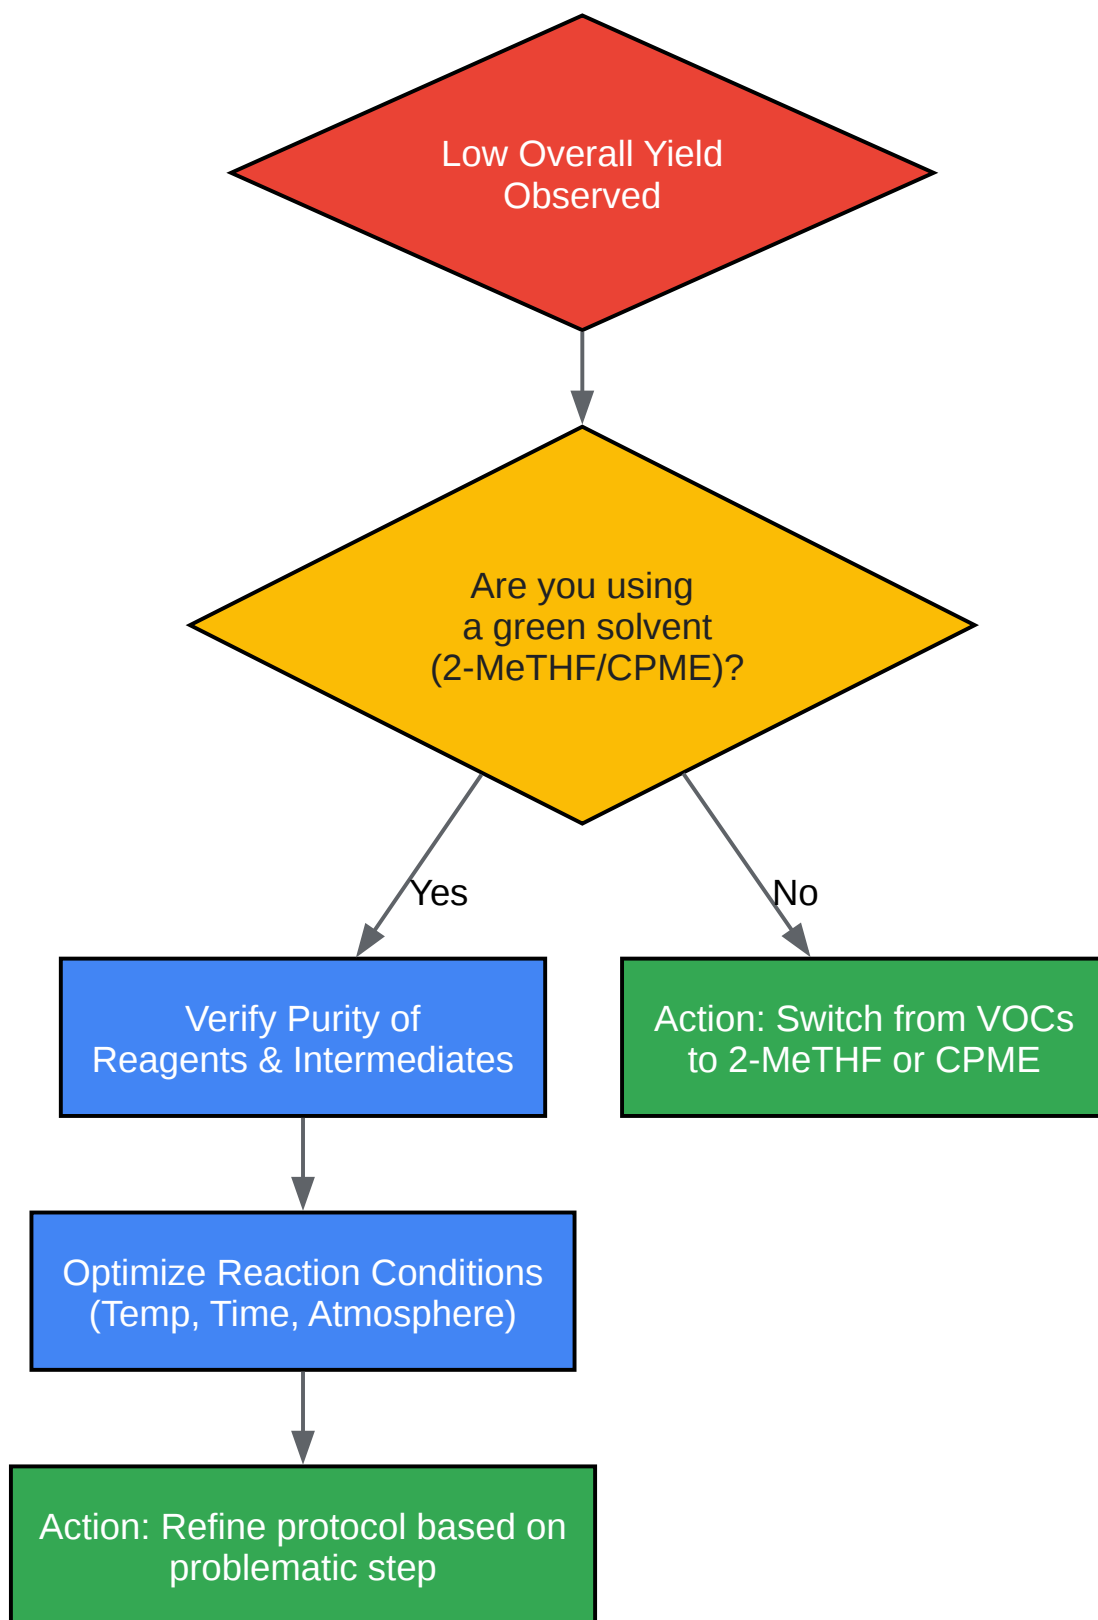 Low Overall Yield
Observed
Are you using
a green solvent
(2-MeTHF/CPME)?
Yes
No
Verify Purity of
Reagents & Intermediates
Action: Switch from VOCs
to 2-MeTHF or CPME
Optimize Reaction Conditions
(Temp, Time, Atmosphere)
Action: Refine protocol based on
problematic step